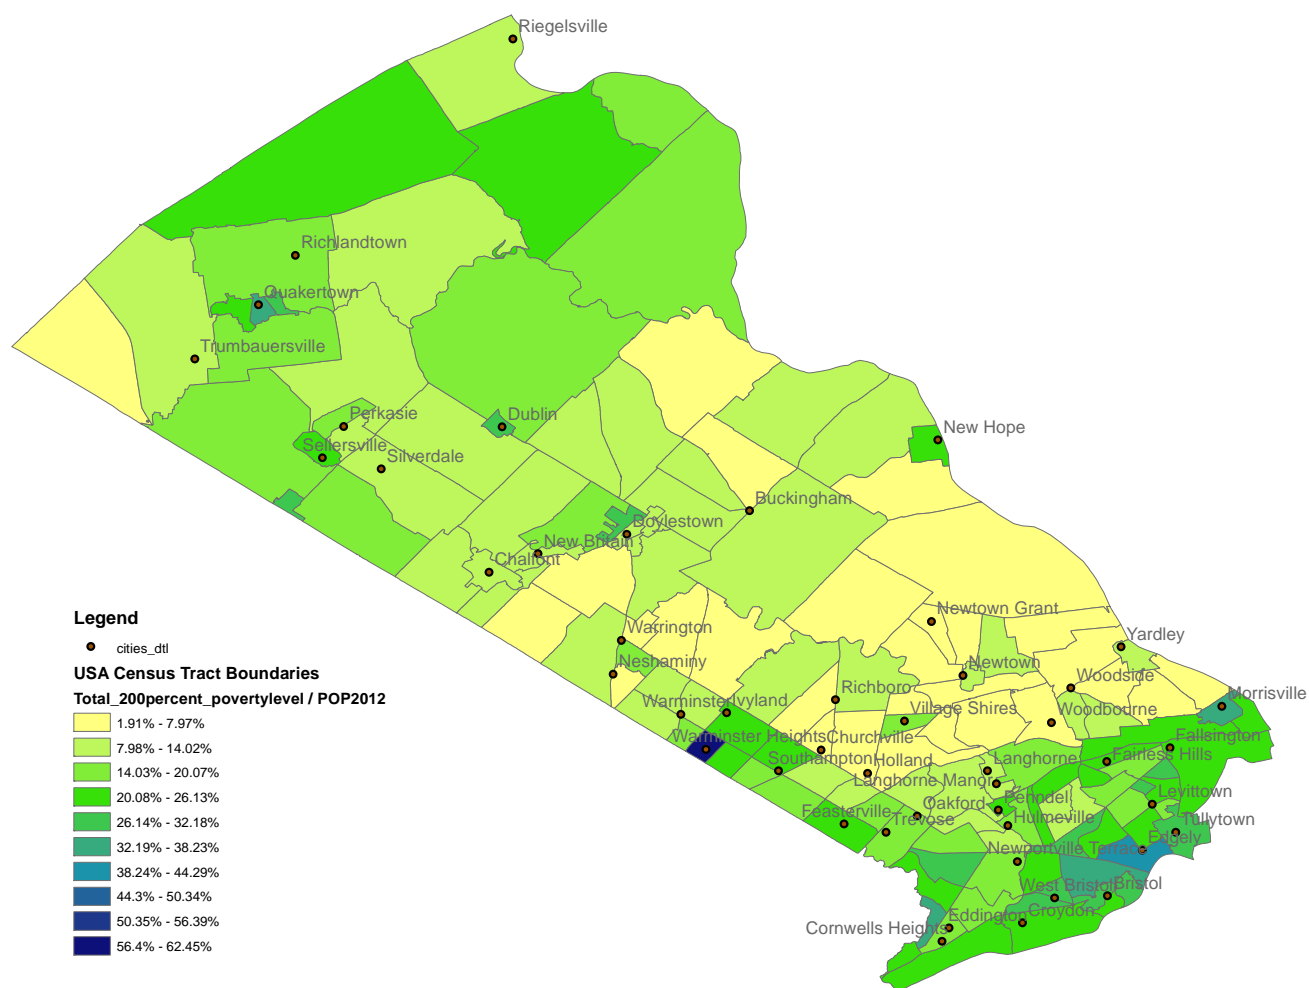 Riegelsville
Richlandtown
Quakertown
Trumbauersville
Perkasie
Dublin
New Hope
Sellersville
Silverdale
Buckingham
Doylestown
New Britain
Chalfont
Legend
cities_dtl
USA Census Tract Boundaries
Total_200percent_povertylevel / POP2012
1.91% - 7.97%
7.98% - 14.02%
14.03% - 20.07%
20.08% - 26.13%
26.14% - 32.18%
32.19% - 38.23%
38.24% - 44.29%
44.3% - 50.34%
50.35% - 56.39%
56.4% - 62.45%
Newtown Grant
Warrington
Yardley
Neshaminy
Newtown
Woodside
Richboro
Morrisville
Warminster
Ivyland
Village Shires
Woodbourne
Warminster Heights
Churchville
Fallsington
Southampton
Holland
Langhorne
Fairless Hills
Langhorne Manor
Levittown
Feasterville
Oakford
Penndel
Trevose
Hulmeville
Tullytown
Newportville Terrace
Edgely
West Bristol
Bristol
Eddington
Croydon
Cornwells Heights